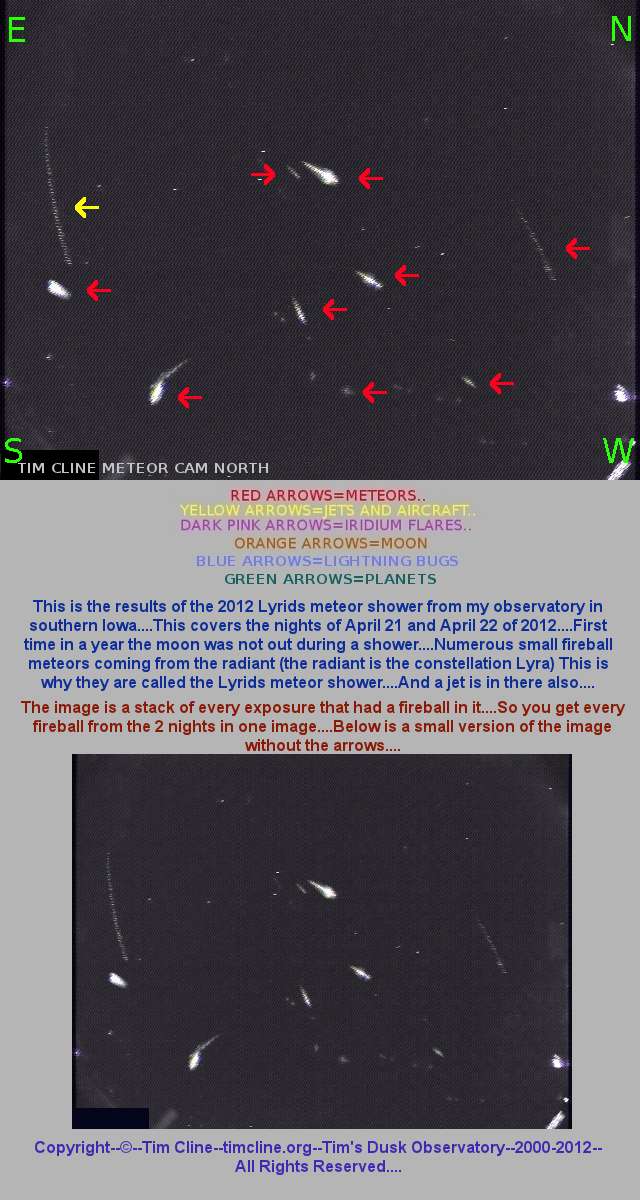 E N
S W
TIM CLINE METEOR CAM NORTH
RED ARROWS=METEORS..
YELLOW ARROWS=JETS AND AIRCRAFT..
DARK PINK ARROWS=IRIDIUM FLARES..
ORANGE ARROWS=MOON
BLUE ARROWS=LIGHTNING BUGS
GREEN ARROWS=PLANETS
This is the results of the 2012 Lyrids meteor shower from my observatory in
southern Iowa....This covers the nights of April 21 and April 22 of 2012....First
time in a year the moon was not out during a shower....Numerous small fireball
meteors coming from the radiant (the radiant is the constellation Lyra) This is
why they are called the Lyrids meteor shower....And a jet is in there also....
The image is a stack of every exposure that had a fireball in it....So you get every
fireball from the 2 nights in one image....Below is a small version of the image
without the arrows....
Copyright--©--Tim Cline--timcline.org--Tim's Dusk Observatory--2000-2012--
All Rights Reserved....